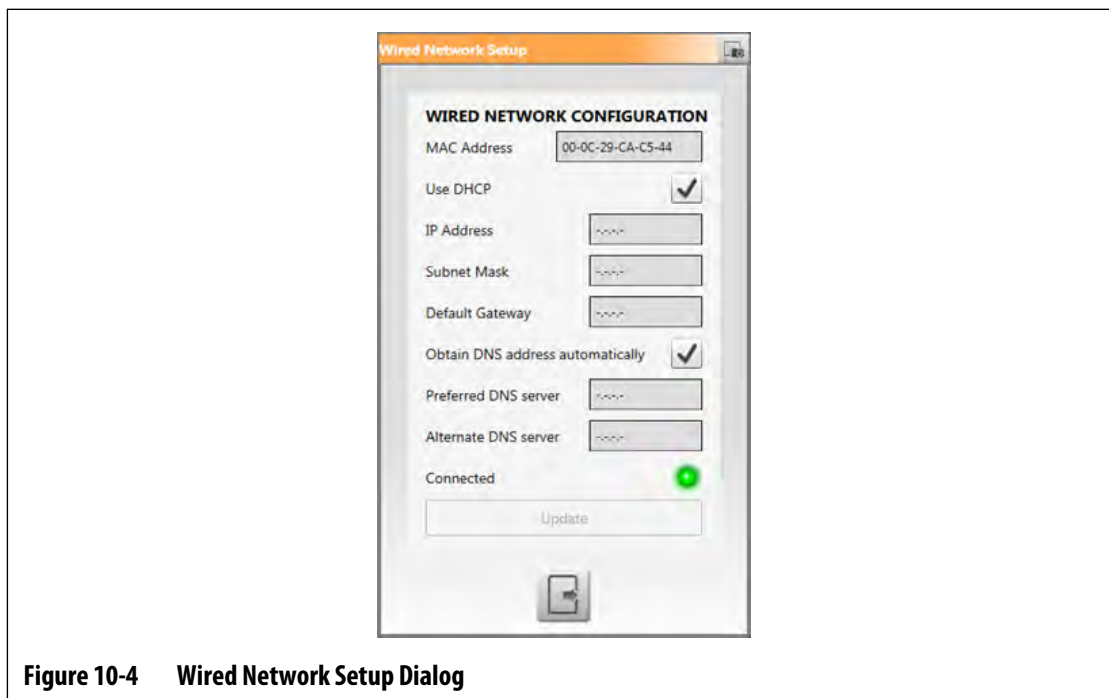 Wired Network Setup
WIRED NETWORK CONFIGURATION
MAC Address 00-0C-29-CA-C5-44
Use DHCP
IP Address -.-.-.-
Subnet Mask -.-.-.-
Default Gateway -.-.-.-
Obtain DNS address automatically
Preferred DNS server -.-.-.-
Alternate DNS server -.-.-.-
Connected
Update
Figure 10-4 Wired Network Setup Dialog